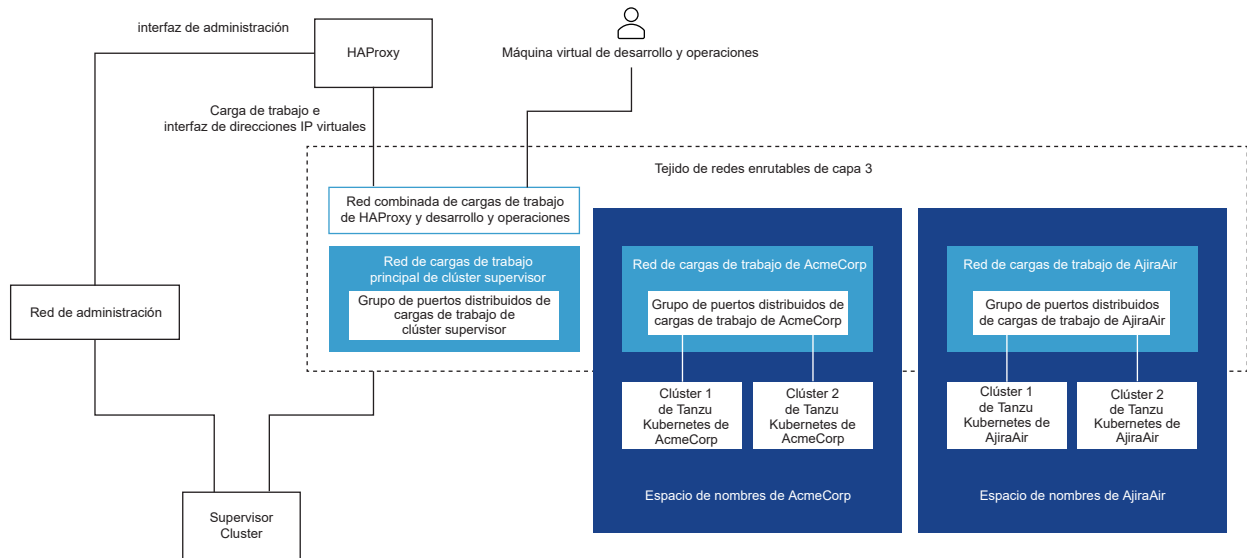 interfaz de administración
HAProxy
Máquina virtual de desarrollo y operaciones
Carga de trabajo e
interfaz de direcciones IP virtuales
Tejido de redes enrutables de capa 3
Red combinada de cargas de trabajo
de HAProxy y desarrollo y operaciones
Red de cargas de trabajo
principal de clúster supervisor
Grupo de puertos distribuidos de
cargas de trabajo de
clúster supervisor
Red de cargas de trabajo de AcmeCorp
Grupo de puertos distribuidos de
cargas de trabajo de AcmeCorp
Red de cargas de trabajo de AjiraAir
Grupo de puertos distribuidos
de cargas de trabajo de AjiraAir
Red de administración
Clúster 1
de Tanzu
Kubernetes de
AcmeCorp
Clúster 2
de Tanzu
Kubernetes de
AcmeCorp
Clúster 1
de Tanzu
Kubernetes de
AjiraAir
Clúster 2
de Tanzu
Kubernetes de
AjiraAir
Espacio de nombres de AcmeCorp
Espacio de nombres de AjiraAir
Supervisor
Cluster